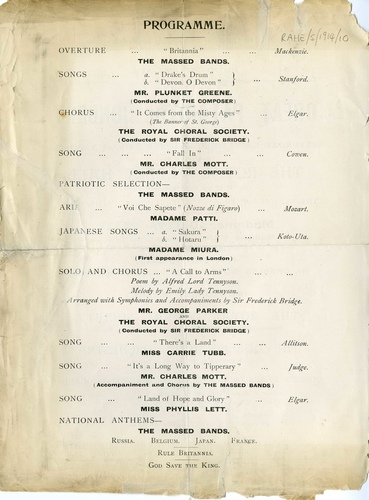 PROGRAMME.
RAHE/1/1914/10
OVERTURE ... "Britannia" ... ... Mackenzie.
THE MASSED BANDS.
SONGS ... a. "Drake's Drum" } ... Stanford.
b. "Devon, O Devon" }
MR. PLUNKET GREENE.
(Conducted by THE COMPOSER)
CHORUS ... "It Comes from the Misty Ages" ... Elgar.
(The Banner of St. George)
THE ROYAL CHORAL SOCIETY.
(Conducted by SIR FREDERICK BRIDGE)
SONG ... ... ... "Fall In" ... ... Cowen.
MR. CHARLES MOTT.
(Conducted by THE COMPOSER)
PATRIOTIC SELECTION—
THE MASSED BANDS.
ARIA ... "Voi Che Sapete" (Nozze di Figaro) ... Mozart.
MADAME PATTI.
JAPANESE SONGS ... a. "Sakura" } ... Koto-Uta.
b. "Hotaru" }
MADAME MIURA.
(First appearance in London)
SOLO AND CHORUS ... "A Call to Arms" ... ...
Poem by Alfred Lord Tennyson.
Melody by Emily Lady Tennyson.
Arranged with Symphonies and Accompaniments by Sir Frederick Bridge.
MR. GEORGE PARKER
AND
THE ROYAL CHORAL SOCIETY.
(Conducted by SIR FREDERICK BRIDGE)
SONG ... "There's a Land" ... ... Allitsen.
MISS CARRIE TUBB.
SONG ... "It's a Long Way to Tipperary" ... Judge.
MR. CHARLES MOTT.
(Accompaniment and Chorus by THE MASSED BANDS)
SONG ... "Land of Hope and Glory" ... Elgar.
MISS PHYLLIS LETT.
NATIONAL ANTHEMS—
THE MASSED BANDS.
RUSSIA. BELGIUM. JAPAN. FRANCE.
RULE BRITANNIA.
GOD SAVE THE KING.